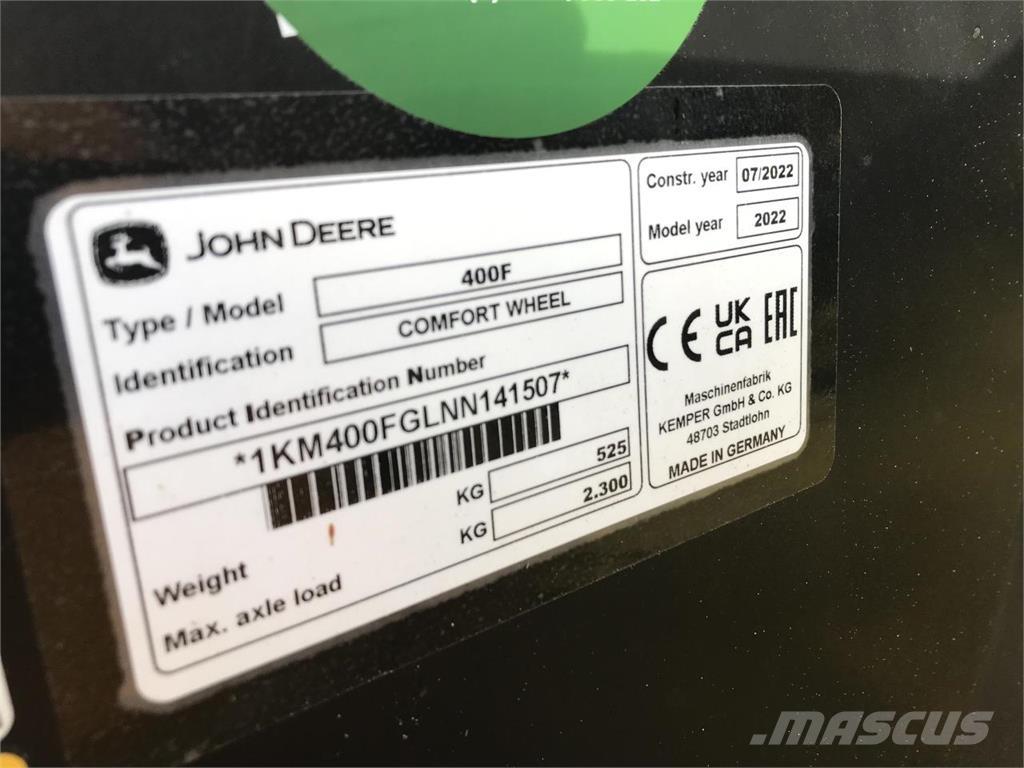 JOHN DEERE
Type / Model 400F
Identification COMFORT WHEEL
Product Identification Number
*1KM400FGLNN141507*
Weight KG 525
Max. axle load KG 2.300
Constr. year 07/2022
Model year 2022
CE UK CA EAC
Maschinenfabrik
KEMPER GmbH & Co. KG
48703 Stadtlohn
MADE IN GERMANY
MASCUS